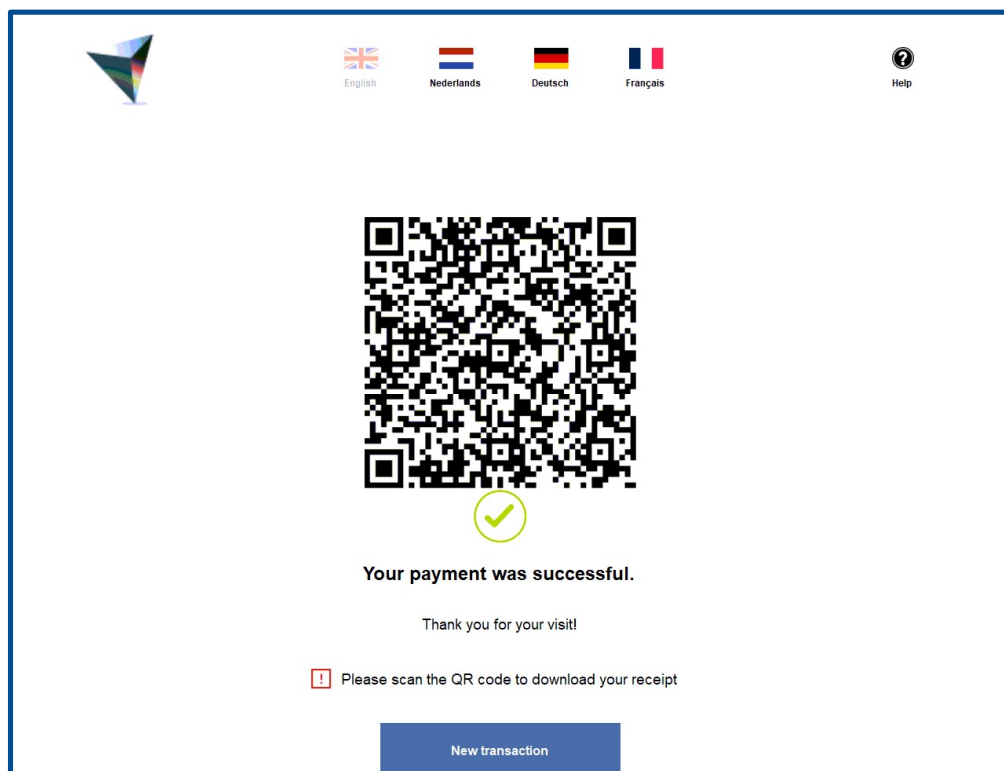 English
Nederlands
Deutsch
Français
Help
Your payment was successful.
Thank you for your visit!
Please scan the QR code to download your receipt
New transaction